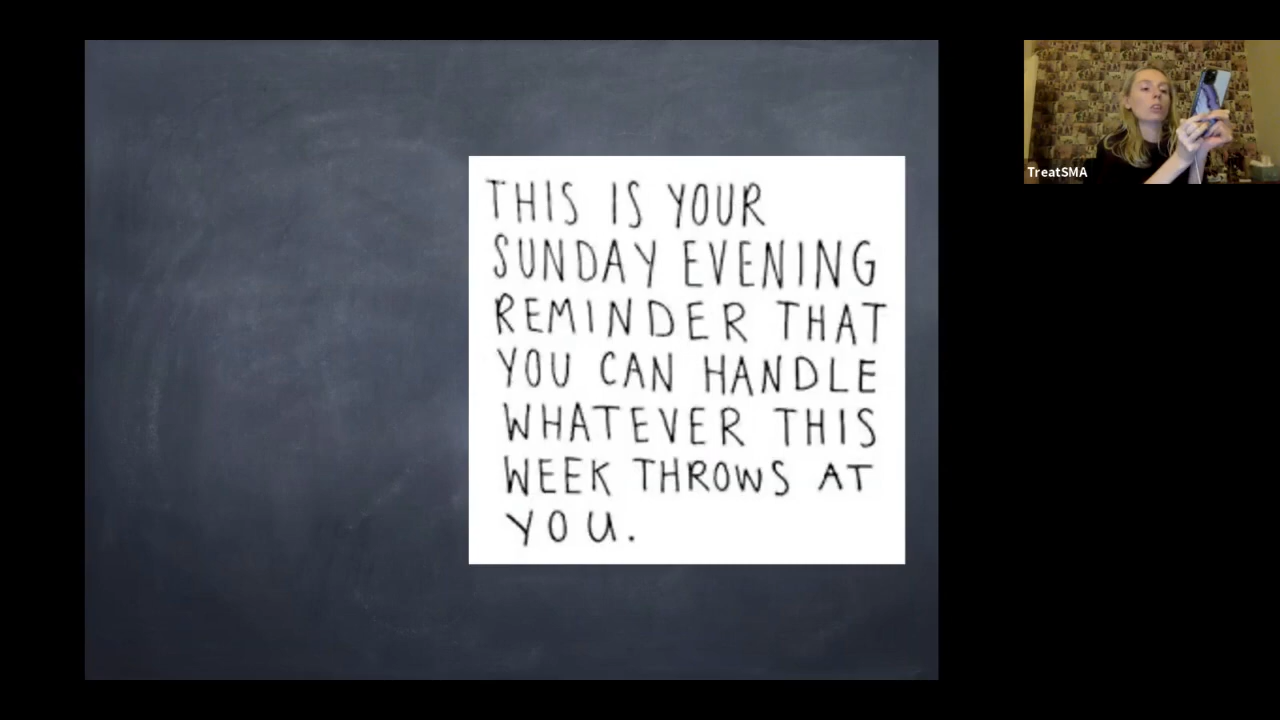 THIS IS YOUR
SUNDAY EVENING
REMINDER THAT
YOU CAN HANDLE
WHATEVER THIS
WEEK THROWS AT
YOU.
TreatSMA